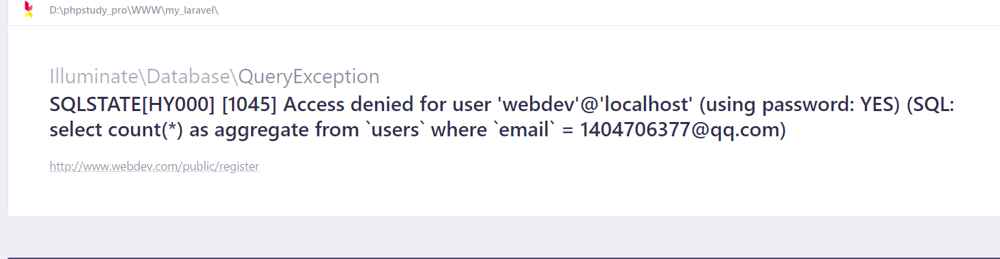 D:\phpstudy_pro\WWW\my_laravel\
Illuminate\Database\QueryException
SQLSTATE[HY000] [1045] Access denied for user 'webdev'@'localhost' (using password: YES) (SQL:
select count(*) as aggregate from `users` where `email` = 1404706377@qq.com)
http://www.webdev.com/public/register